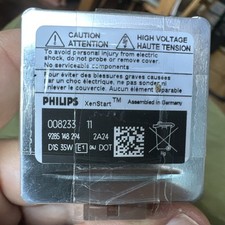 CAUTION
ATTENTION
HIGH VOLTAGE
HAUTE TENSION
To avoid personal injury from electric
shock, do not probe or remove cover.
No serviceable components
Pour éviter des blessures graves causées
par un choc électrique, ne pas sonder
ni retirer le couvercle.
Aucun élément réparable
PHILIPS XenStart™ Assembled in Germany
008233 11
9285 148 294 2A24
D1S 35W E1 DOT